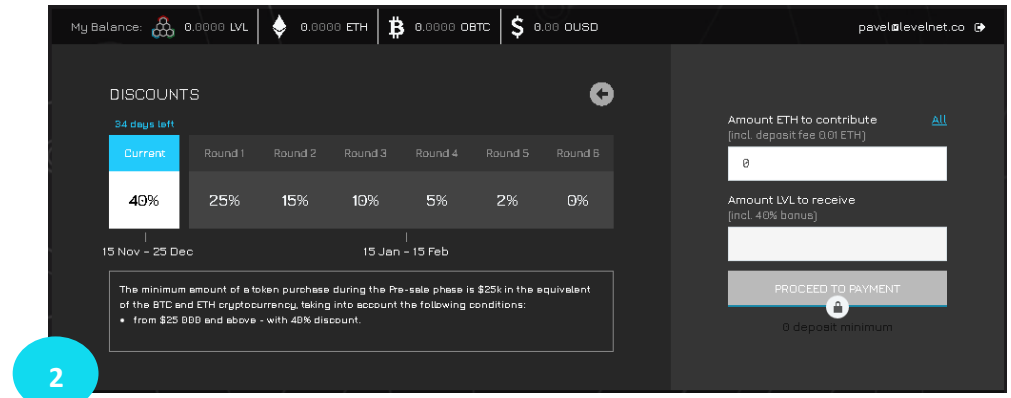 My Balance: 0.0000 LVL 0.0000 ETH 0.0000 OBTC 0.00 OUSD pavel@levelnet.co
DISCOUNTS
34 days left
Current Round 1 Round 2 Round 3 Round 4 Round 5 Round 6
40% 25% 15% 10% 5% 2% 0%
15 Nov - 25 Dec 15 Jan - 15 Feb
The minimum amount of a token purchase during the Pre-sale phase is $25k in the equivalent
of the BTC and ETH cryptocurrency, taking into account the following conditions:
• from $25 000 and above - with 40% discount.
Amount ETH to contribute All
(incl. deposit fee 0.01 ETH)
0
Amount LVL to receive
(incl. 40% bonus)
PROCEED TO PAYMENT
0 deposit minimum
2